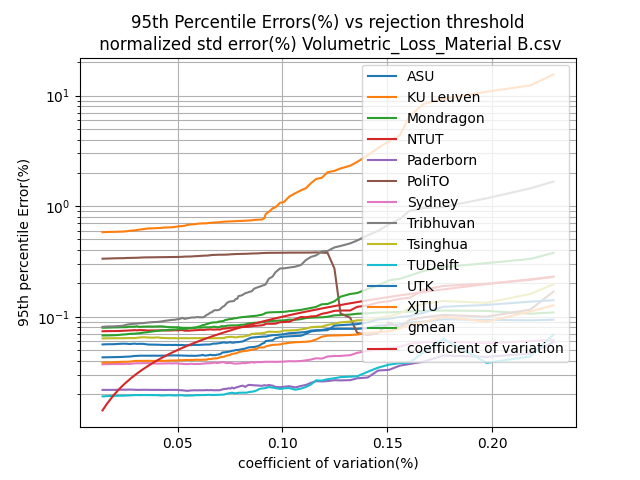 95th Percentile Errors(%) vs rejection threshold
normalized std error(%) Volumetric_Loss_Material B.csv
95th percentile Error(%)
10¹
10⁰
10⁻¹
ASU
KU Leuven
Mondragon
NTUT
Paderborn
PoliTO
Sydney
Tribhuvan
Tsinghua
TUDelft
UTK
XJTU
gmean
coefficient of variation
0.05 0.10 0.15 0.20
coefficient of variation(%)